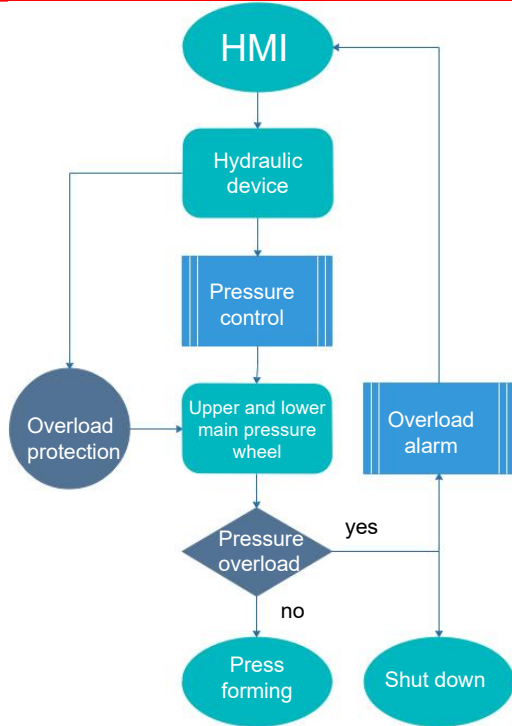 HMI
Hydraulic
device
Pressure
control
Upper and lower
main pressure
wheel
Overload
protection
Overload
alarm
Pressure
overload
yes
no
Press
forming
Shut down